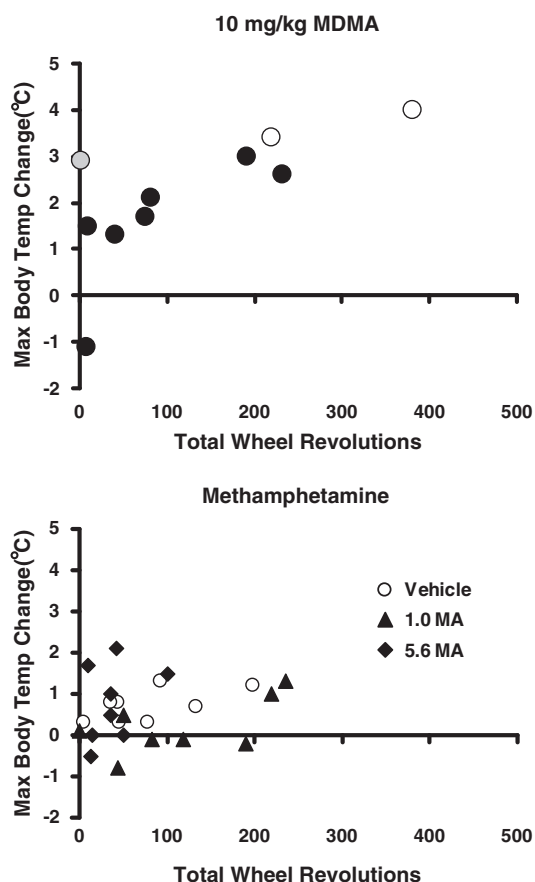 10 mg/kg MDMA
Max Body Temp Change(°C)
5
4
3
2
1
0
-1
-2
0 100 200 300 400 500
Total Wheel Revolutions
Methamphetamine
Max Body Temp Change(°C)
5
4
3
2
1
0
-1
-2
Vehicle
1.0 MA
5.6 MA
0 100 200 300 400 500
Total Wheel Revolutions